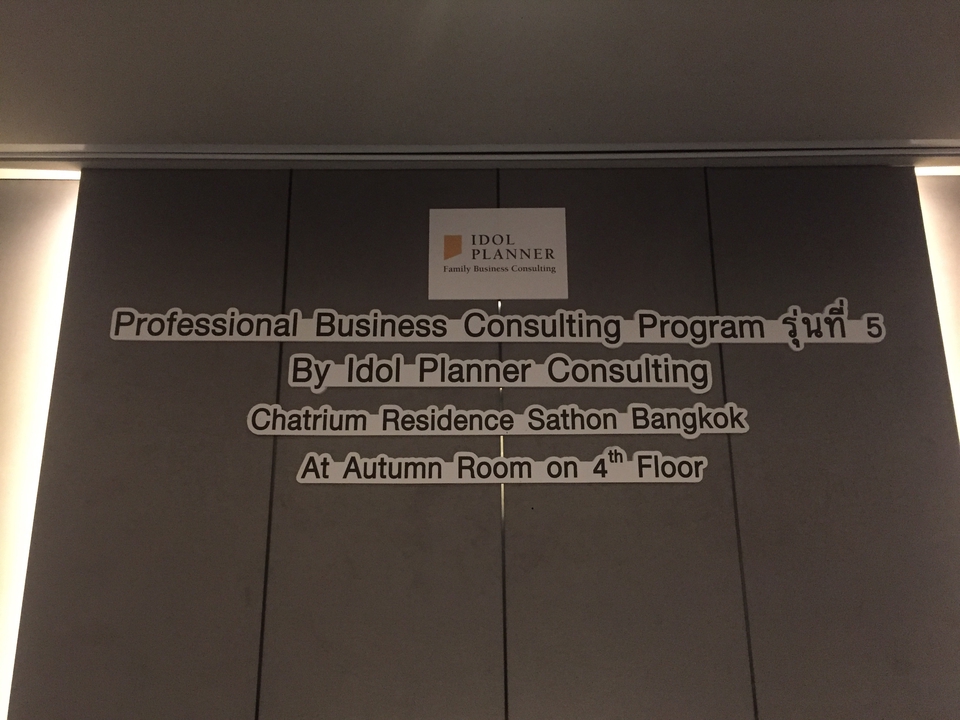 IDOL
PLANNER
Family Business Consulting
Professional Business Consulting Program รุ่นที่ 5
By Idol Planner Consulting
Chatrium Residence Sathon Bangkok
At Autumn Room on 4th Floor